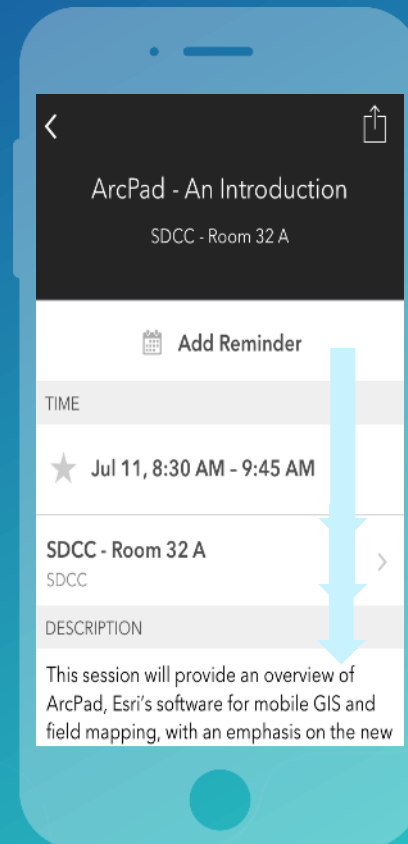 ArcPad - An Introduction
SDCC - Room 32 A
Add Reminder
TIME
Jul 11, 8:30 AM - 9:45 AM
SDCC - Room 32 A
SDCC
DESCRIPTION
This session will provide an overview of
ArcPad, Esri's software for mobile GIS and
field mapping, with an emphasis on the new